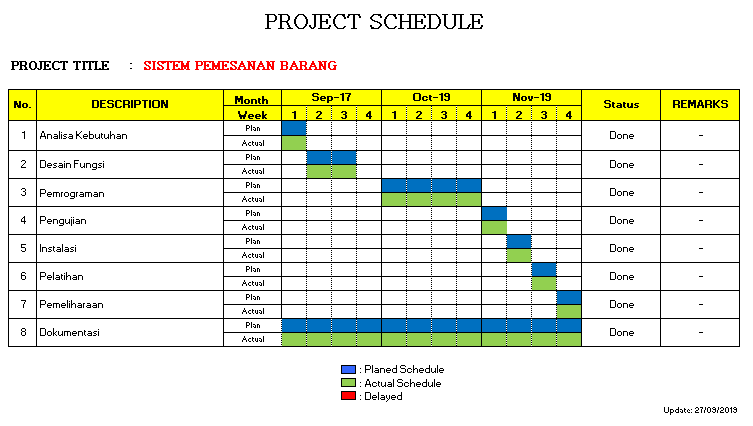 PROJECT SCHEDULE
PROJECT TITLE : SISTEM PEMESANAN BARANG
No. DESCRIPTION Month Sep-17 Oct-19 Nov-19 Status REMARKS
Week 1 2 3 4 1 2 3 4 1 2 3 4
1 Analisa Kebutuhan Plan Done -
Actual
2 Desain Fungsi Plan Done -
Actual
3 Pemrograman Plan Done -
Actual
4 Pengujian Plan Done -
Actual
5 Instalasi Plan Done -
Actual
6 Pelatihan Plan Done -
Actual
7 Pemeliharaan Plan Done -
Actual
8 Dokumentasi Plan Done -
Actual
: Planed Schedule
: Actual Schedule
: Delayed
Update: 27/09/2019